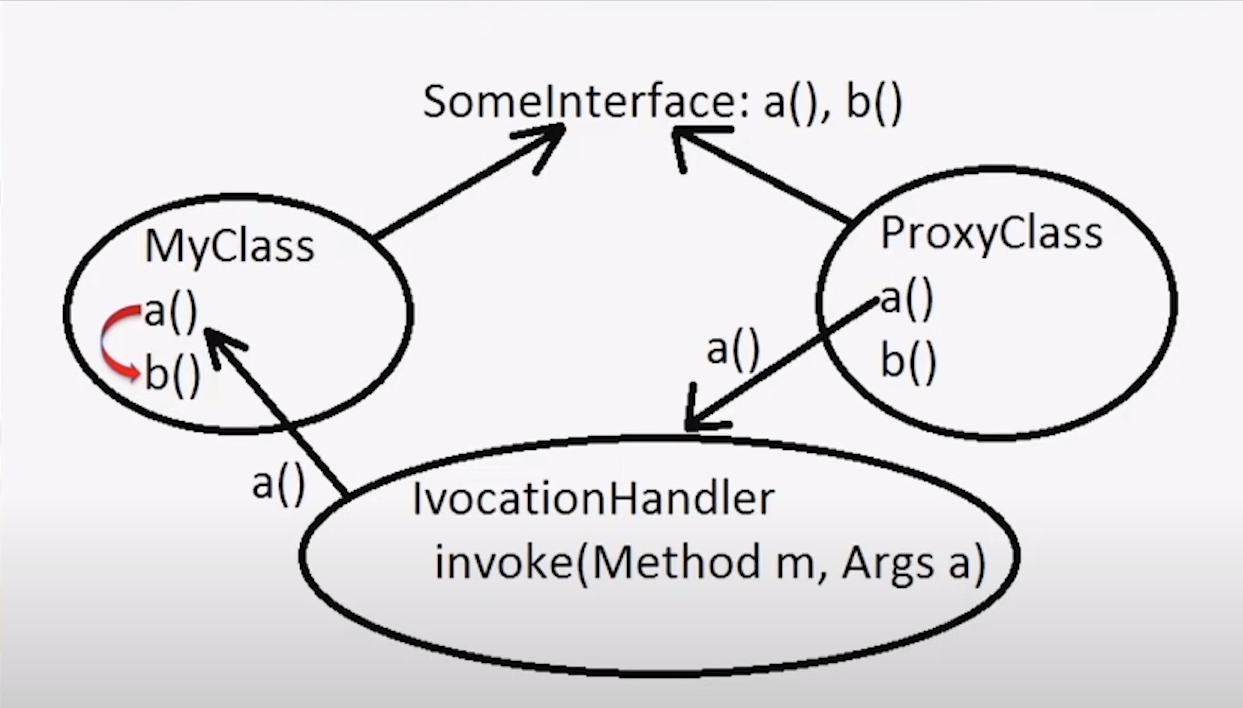 SomeInterface: a(), b()
MyClass
a()
b()
ProxyClass
a()
b()
a()
a()
IvocationHandler
invoke(Method m, Args a)